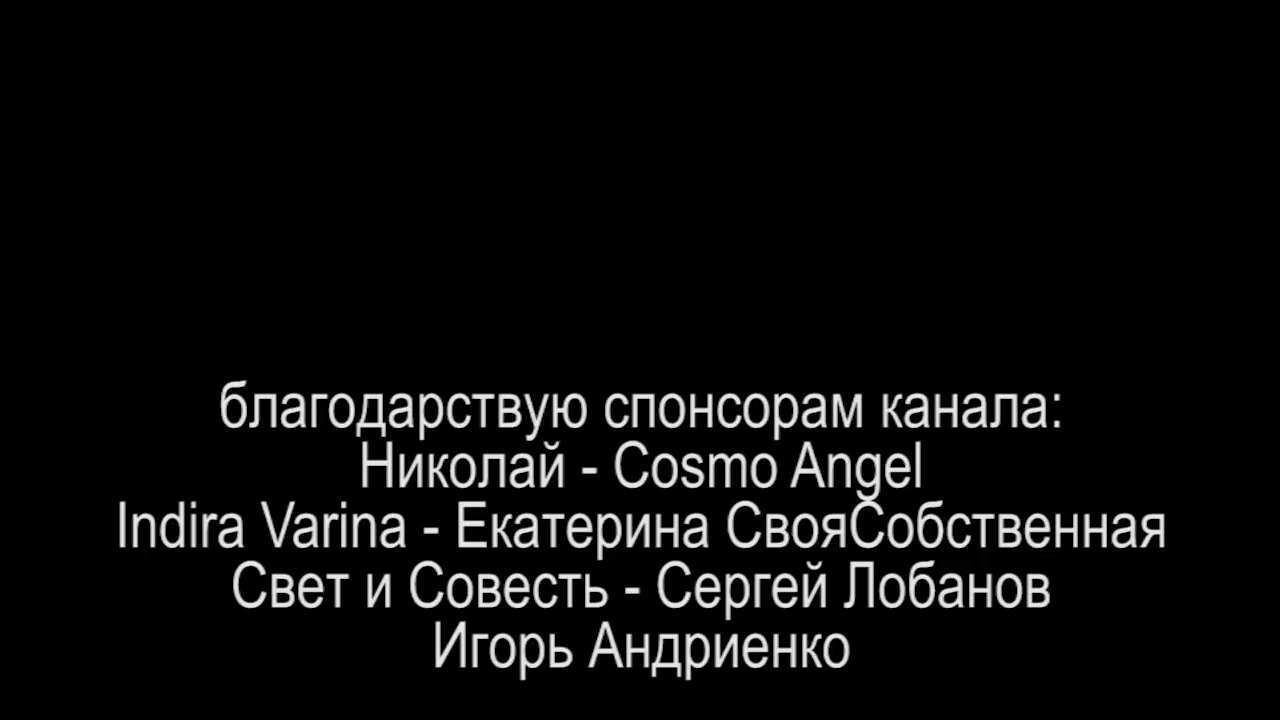 благодарствую спонсорам канала:
Николай - Cosmo Angel
Indira Varina - Екатерина СвояСобственная
Свет и Совесть - Сергей Лобанов
Игорь Андриенко